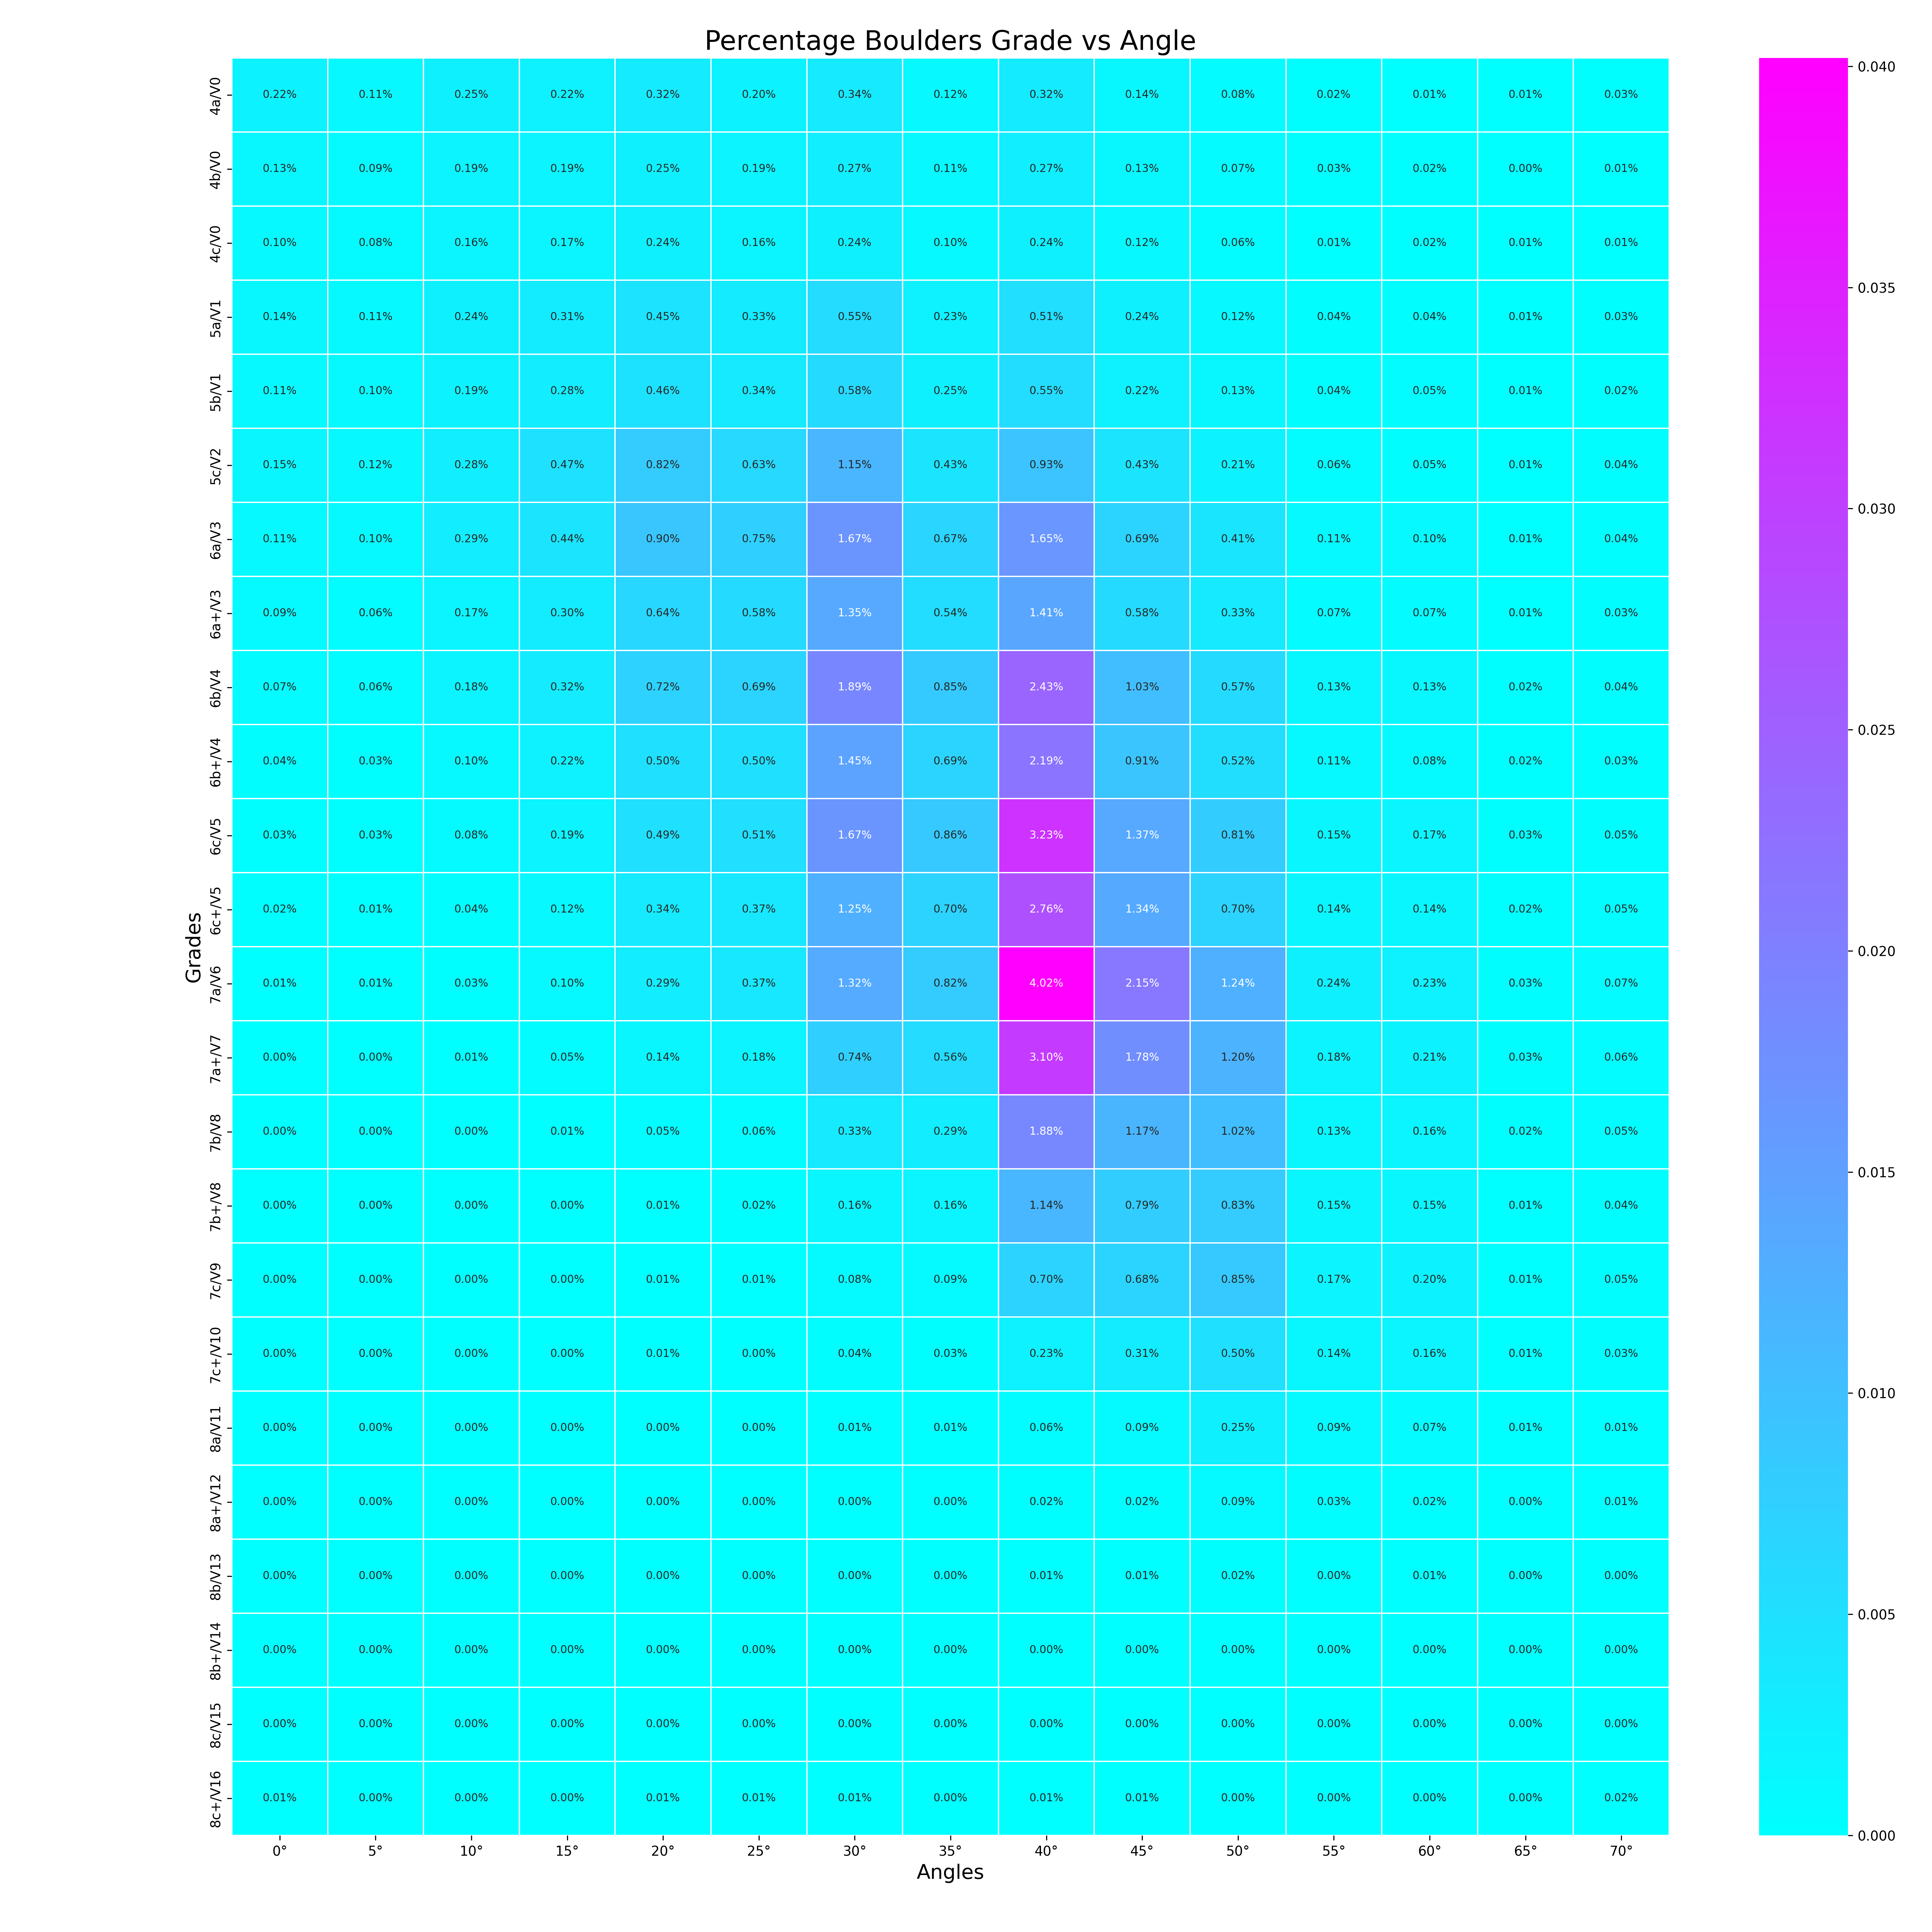 Percentage Boulders Grade vs Angle
4a/V0 0.22% 0.11% 0.25% 0.22% 0.32% 0.20% 0.34% 0.12% 0.32% 0.14% 0.08% 0.02% 0.01% 0.01% 0.03%
4b/V0 0.13% 0.09% 0.19% 0.19% 0.25% 0.19% 0.27% 0.11% 0.27% 0.13% 0.07% 0.03% 0.02% 0.00% 0.01%
4c/V0 0.10% 0.08% 0.16% 0.17% 0.24% 0.16% 0.24% 0.10% 0.24% 0.12% 0.06% 0.01% 0.02% 0.01% 0.01%
5a/V1 0.14% 0.11% 0.24% 0.31% 0.45% 0.33% 0.55% 0.23% 0.51% 0.24% 0.12% 0.04% 0.04% 0.01% 0.03%
5b/V1 0.11% 0.10% 0.19% 0.28% 0.46% 0.34% 0.58% 0.25% 0.55% 0.22% 0.13% 0.04% 0.05% 0.01% 0.02%
5c/V2 0.15% 0.12% 0.28% 0.47% 0.82% 0.63% 1.15% 0.43% 0.93% 0.43% 0.21% 0.06% 0.05% 0.01% 0.04%
6a/V3 0.11% 0.10% 0.29% 0.44% 0.90% 0.75% 1.67% 0.67% 1.65% 0.69% 0.41% 0.11% 0.10% 0.01% 0.04%
6a+/V3 0.09% 0.06% 0.17% 0.30% 0.64% 0.58% 1.35% 0.54% 1.41% 0.58% 0.33% 0.07% 0.07% 0.01% 0.03%
6b/V4 0.07% 0.06% 0.18% 0.32% 0.72% 0.69% 1.89% 0.85% 2.43% 1.03% 0.57% 0.13% 0.13% 0.02% 0.04%
6b+/V4 0.04% 0.03% 0.10% 0.22% 0.50% 0.50% 1.45% 0.69% 2.19% 0.91% 0.52% 0.11% 0.08% 0.02% 0.03%
6c/V5 0.03% 0.03% 0.08% 0.19% 0.49% 0.51% 1.67% 0.86% 3.23% 1.37% 0.81% 0.15% 0.17% 0.03% 0.05%
6c+/V5 0.02% 0.01% 0.04% 0.12% 0.34% 0.37% 1.25% 0.70% 2.76% 1.34% 0.70% 0.14% 0.14% 0.02% 0.05%
7a/V6 0.01% 0.01% 0.03% 0.10% 0.29% 0.37% 1.32% 0.82% 4.02% 2.15% 1.24% 0.24% 0.23% 0.03% 0.07%
7a+/V7 0.00% 0.00% 0.01% 0.05% 0.14% 0.18% 0.74% 0.56% 3.10% 1.78% 1.20% 0.18% 0.21% 0.03% 0.06%
7b/V8 0.00% 0.00% 0.00% 0.01% 0.05% 0.06% 0.33% 0.29% 1.88% 1.17% 1.02% 0.13% 0.16% 0.02% 0.05%
7b+/V8 0.00% 0.00% 0.00% 0.00% 0.01% 0.02% 0.16% 0.16% 1.14% 0.79% 0.83% 0.15% 0.15% 0.01% 0.04%
7c/V9 0.00% 0.00% 0.00% 0.00% 0.01% 0.01% 0.08% 0.09% 0.70% 0.68% 0.85% 0.17% 0.20% 0.01% 0.05%
7c+/V10 0.00% 0.00% 0.00% 0.00% 0.01% 0.00% 0.04% 0.03% 0.23% 0.31% 0.50% 0.14% 0.16% 0.01% 0.03%
8a/V11 0.00% 0.00% 0.00% 0.00% 0.00% 0.00% 0.01% 0.01% 0.06% 0.09% 0.25% 0.09% 0.07% 0.01% 0.01%
8a+/V12 0.00% 0.00% 0.00% 0.00% 0.00% 0.00% 0.00% 0.00% 0.02% 0.02% 0.09% 0.03% 0.02% 0.00% 0.01%
8b/V13 0.00% 0.00% 0.00% 0.00% 0.00% 0.00% 0.00% 0.00% 0.01% 0.01% 0.02% 0.00% 0.01% 0.00% 0.00%
8b+/V14 0.00% 0.00% 0.00% 0.00% 0.00% 0.00% 0.00% 0.00% 0.00% 0.00% 0.00% 0.00% 0.00% 0.00% 0.00%
8c/V15 0.00% 0.00% 0.00% 0.00% 0.00% 0.00% 0.00% 0.00% 0.00% 0.00% 0.00% 0.00% 0.00% 0.00% 0.00%
8c+/V16 0.01% 0.00% 0.00% 0.00% 0.01% 0.01% 0.01% 0.00% 0.01% 0.01% 0.00% 0.00% 0.00% 0.00% 0.02%
0° 5° 10° 15° 20° 25° 30° 35° 40° 45° 50° 55° 60° 65° 70°
Angles
Grades
0.040
0.035
0.030
0.025
0.020
0.015
0.010
0.005
0.000